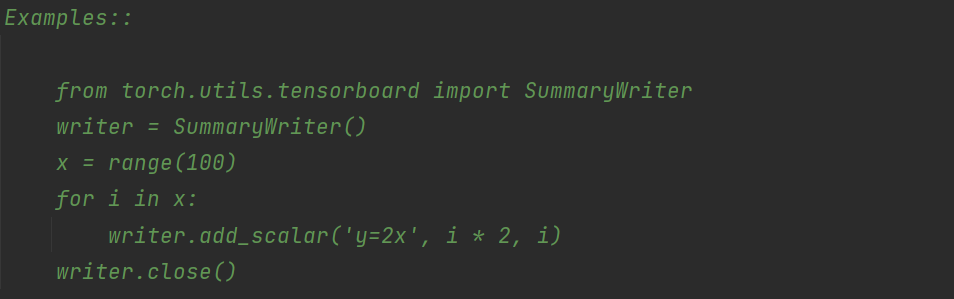 Examples::
from torch.utils.tensorboard import SummaryWriter
writer = SummaryWriter()
x = range(100)
for i in x:
writer.add_scalar('y=2x', i * 2, i)
writer.close()